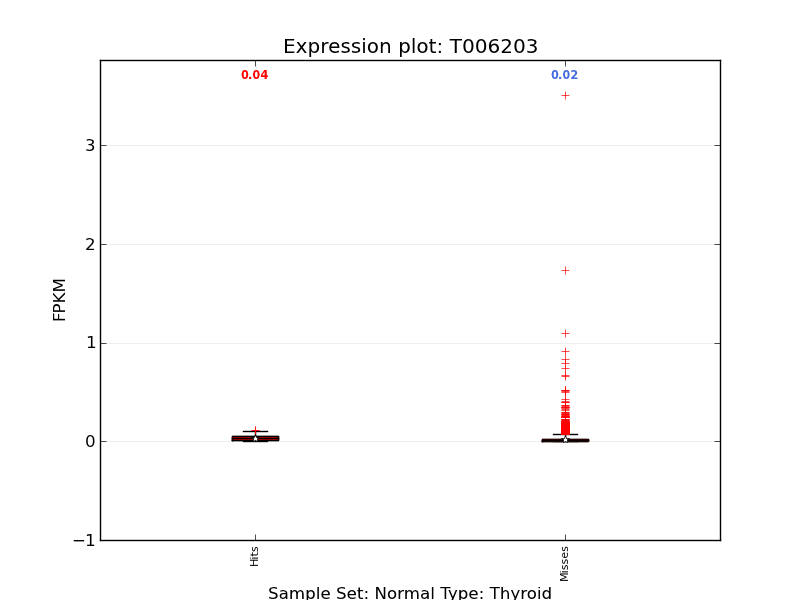 Expression plot: T006203
0.04
0.02
3
2
1
0
−1
FPKM
Hits
Misses
Sample Set: Normal Type: Thyroid